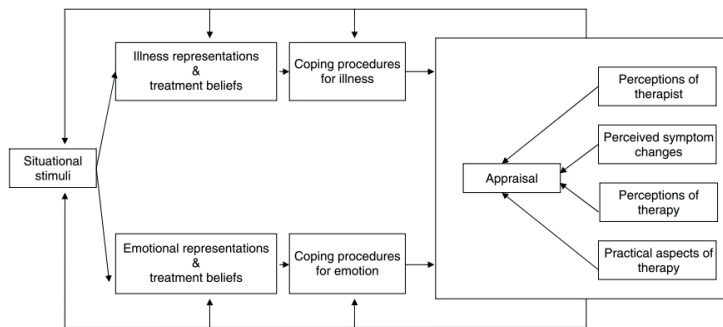 Illness representations
&
treatment beliefs
Coping procedures
for illness
Perceptions of
therapist
Perceived symptom
changes
Situational
stimuli
Appraisal
Perceptions of
therapy
Emotional representations
&
treatment beliefs
Coping procedures
for emotion
Practical aspects of
therapy